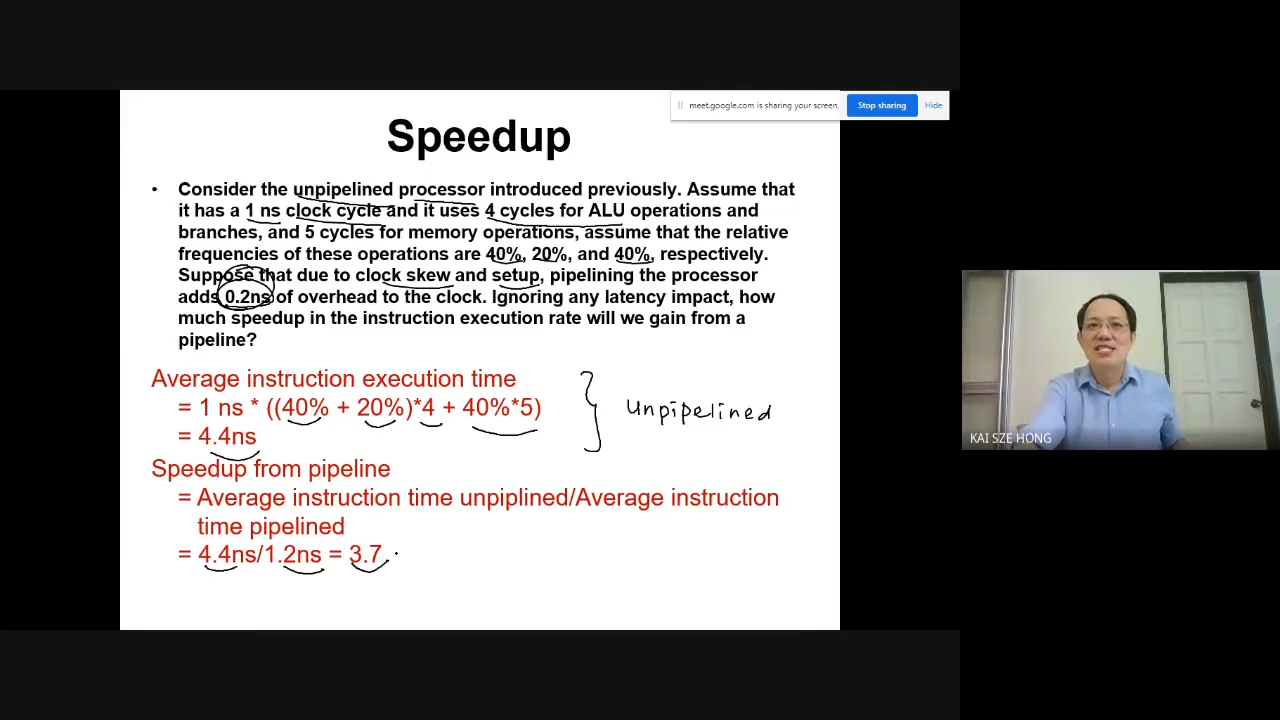 meet.google.com is sharing your screen.
Stop sharing
Hide
Speedup
• Consider the unpipelined processor introduced previously. Assume that
it has a 1 ns clock cycle and it uses 4 cycles for ALU operations and
branches, and 5 cycles for memory operations, assume that the relative
frequencies of these operations are 40%, 20%, and 40%, respectively.
Suppose that due to clock skew and setup, pipelining the processor
adds 0.2ns of overhead to the clock. Ignoring any latency impact, how
much speedup in the instruction execution rate will we gain from a
pipeline?
Average instruction execution time
= 1 ns * ((40% + 20%)*4 + 40%*5)
= 4.4ns
Unpipelined
Speedup from pipeline
= Average instruction time unpiplined/Average instruction
time pipelined
= 4.4ns/1.2ns = 3.7
KAI SZE HONG